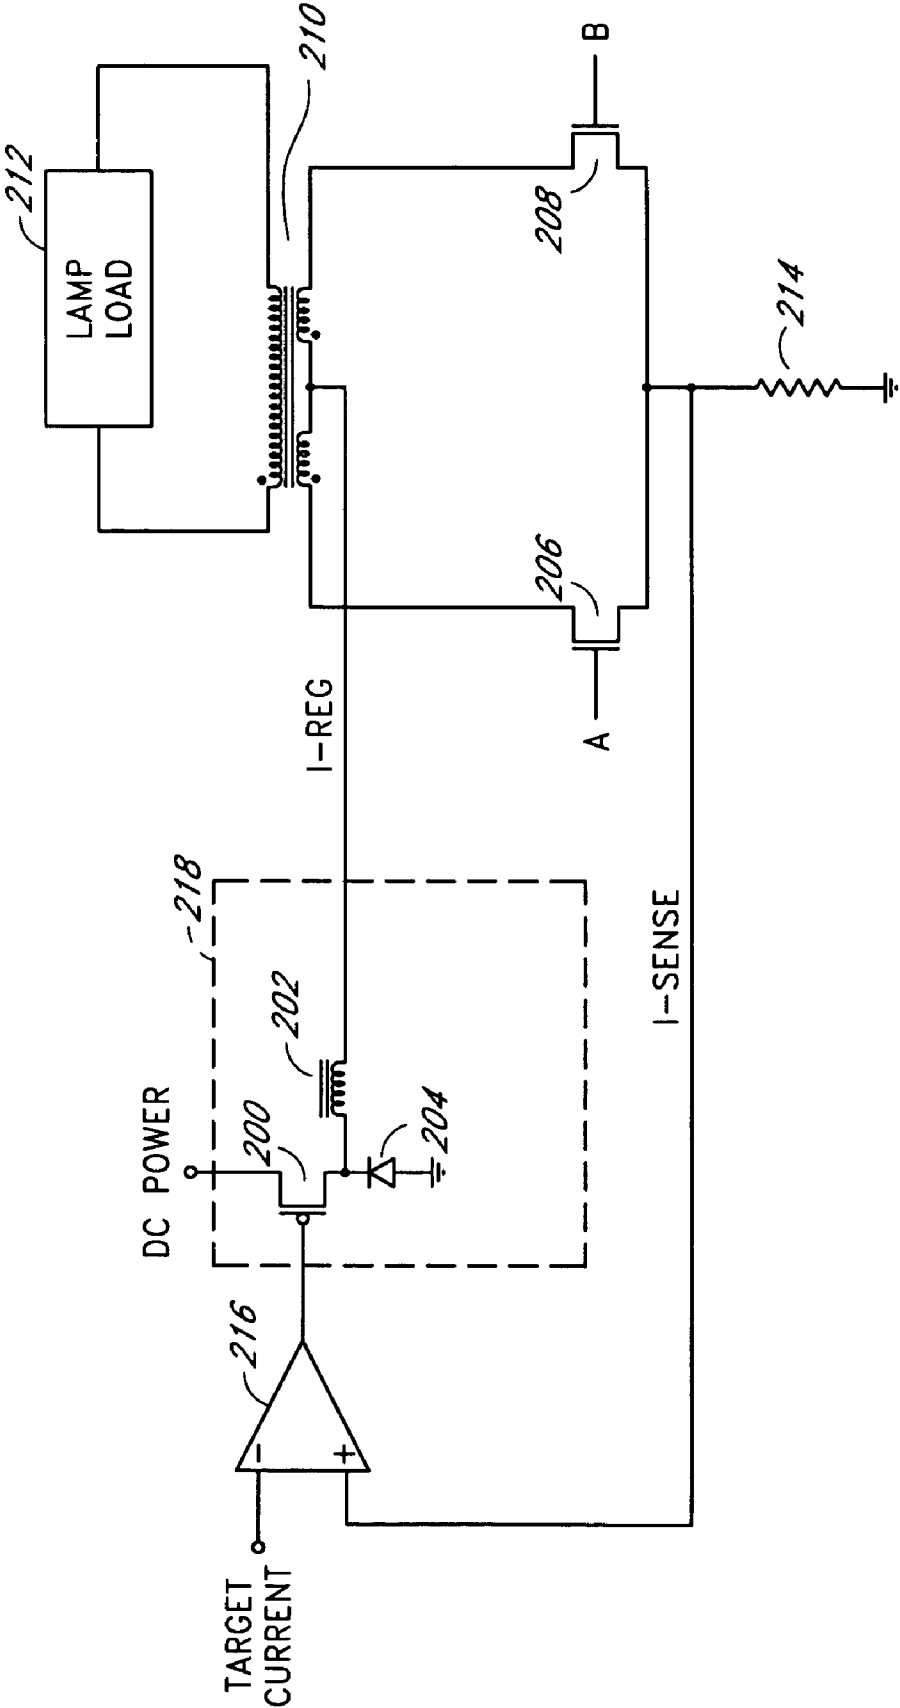 TARGET
CURRENT
216
DC POWER
200
202
204
218
I-REG
I-SENSE
LAMP
LOAD
212
210
A
206
208
B
214
-
+